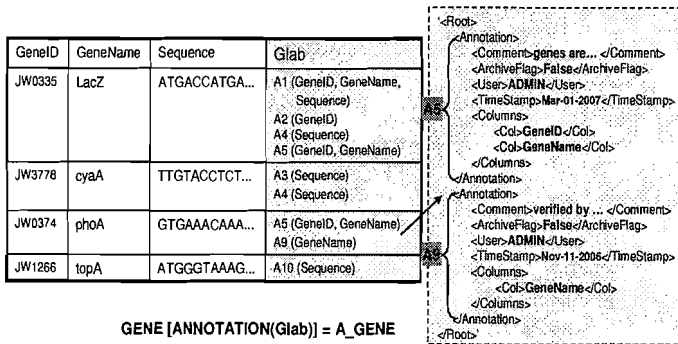 GeneID GeneName Sequence Glab
JW0335 LacZ ATGACCATGA... A1 (GeneID, GeneName,
Sequence)
A2 (GeneID)
A4 (Sequence)
A5 (GeneID, GeneName)
JW3778 cyaA TTGTACCTCT... A3 (Sequence)
A4 (Sequence)
JW0374 phoA GTGAAACAAA... A5 (GeneID, GeneName)
A9 (GeneName)
JW1266 topA ATGGGTAAAG... A10 (Sequence)
GENE [ANNOTATION(Glab)] = A_GENE
<Root>
<Annotation>
<Comment>genes are... </Comment>
<ArchiveFlag>False</ArchiveFlag>
<User>ADMIN</User>
A5 <TimeStamp>Mar-01-2007</TimeStamp>
<Columns>
<Col>GeneID</Col>
<Col>GeneName</Col>
</Columns>
</Annotation>
<Annotation>
<Comment>verified by ... </Comment>
<ArchiveFlag>False</ArchiveFlag>
<User>ADMIN</User>
A9 <TimeStamp>Nov-11-2006</TimeStamp>
<Columns>
<Col>GeneName</Col>
</Columns>
</Annotation>
</Root>